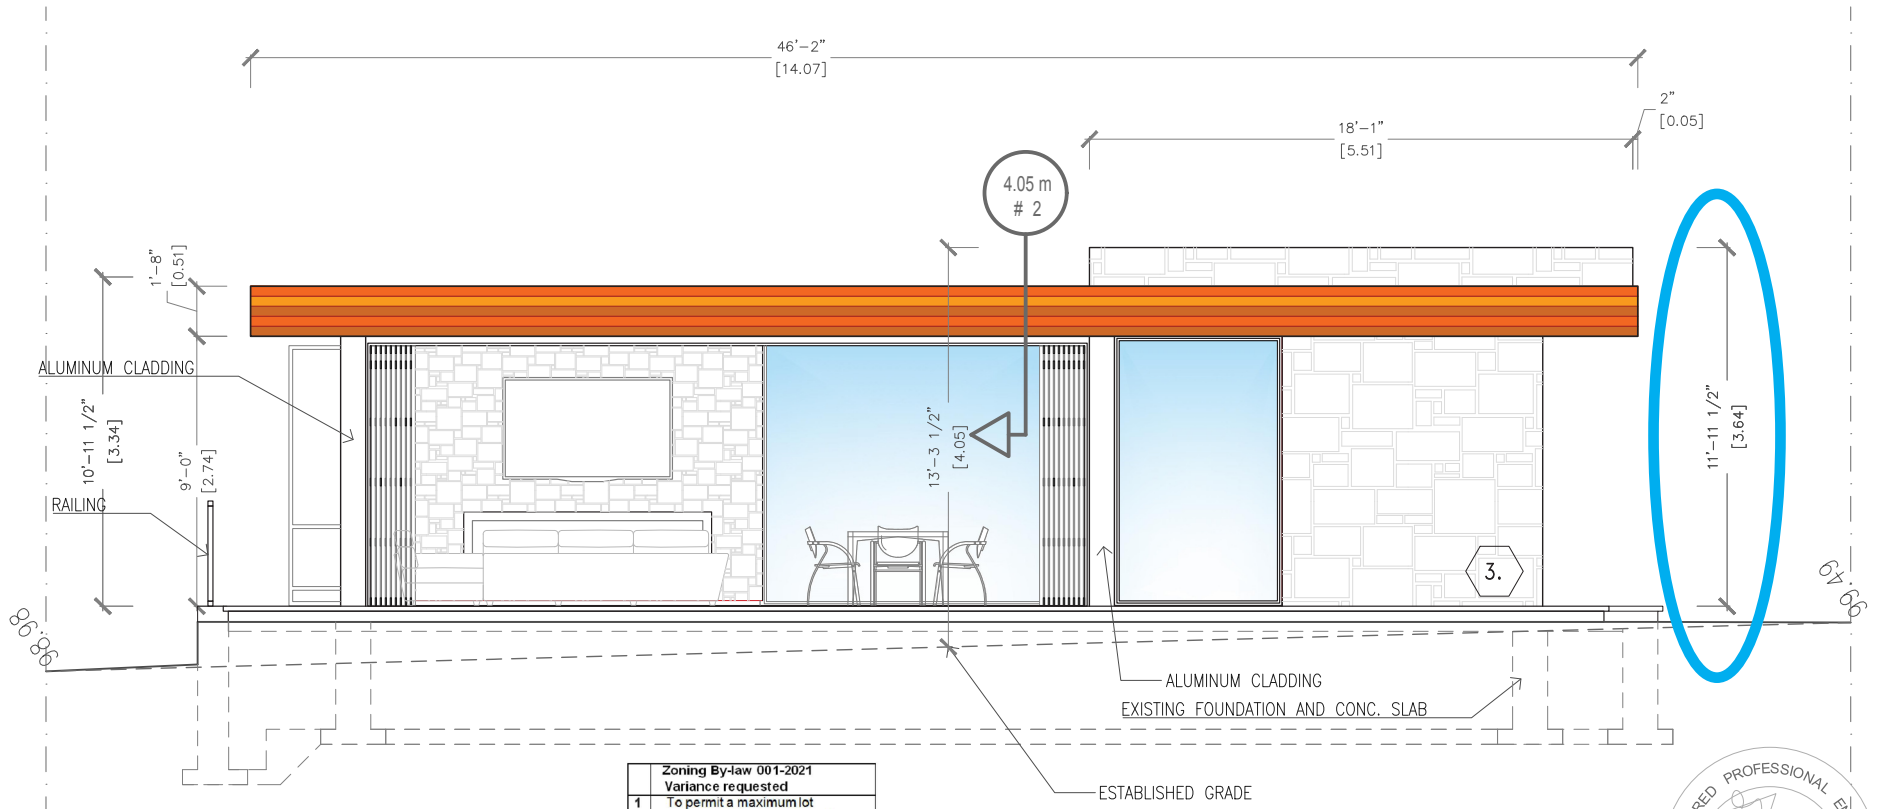 46'-2"
[14.07]
2"
[0.05]
18'-1"
[5.51]
4.05 m
# 2
1'-8"
[0.51]
ALUMINUM CLADDING
10'-11 1/2"
[3.34]
9'-0"
[2.74]
13'-3 1/2"
[4.05]
11'-11 1/2"
[3.64]
RAILING
3.
98.98
99.49
ALUMINUM CLADDING
EXISTING FOUNDATION AND CONC. SLAB
ESTABLISHED GRADE
Zoning By-law 001-2021
Variance requested
1 To permit a maximum lot
PROFESSIONAL